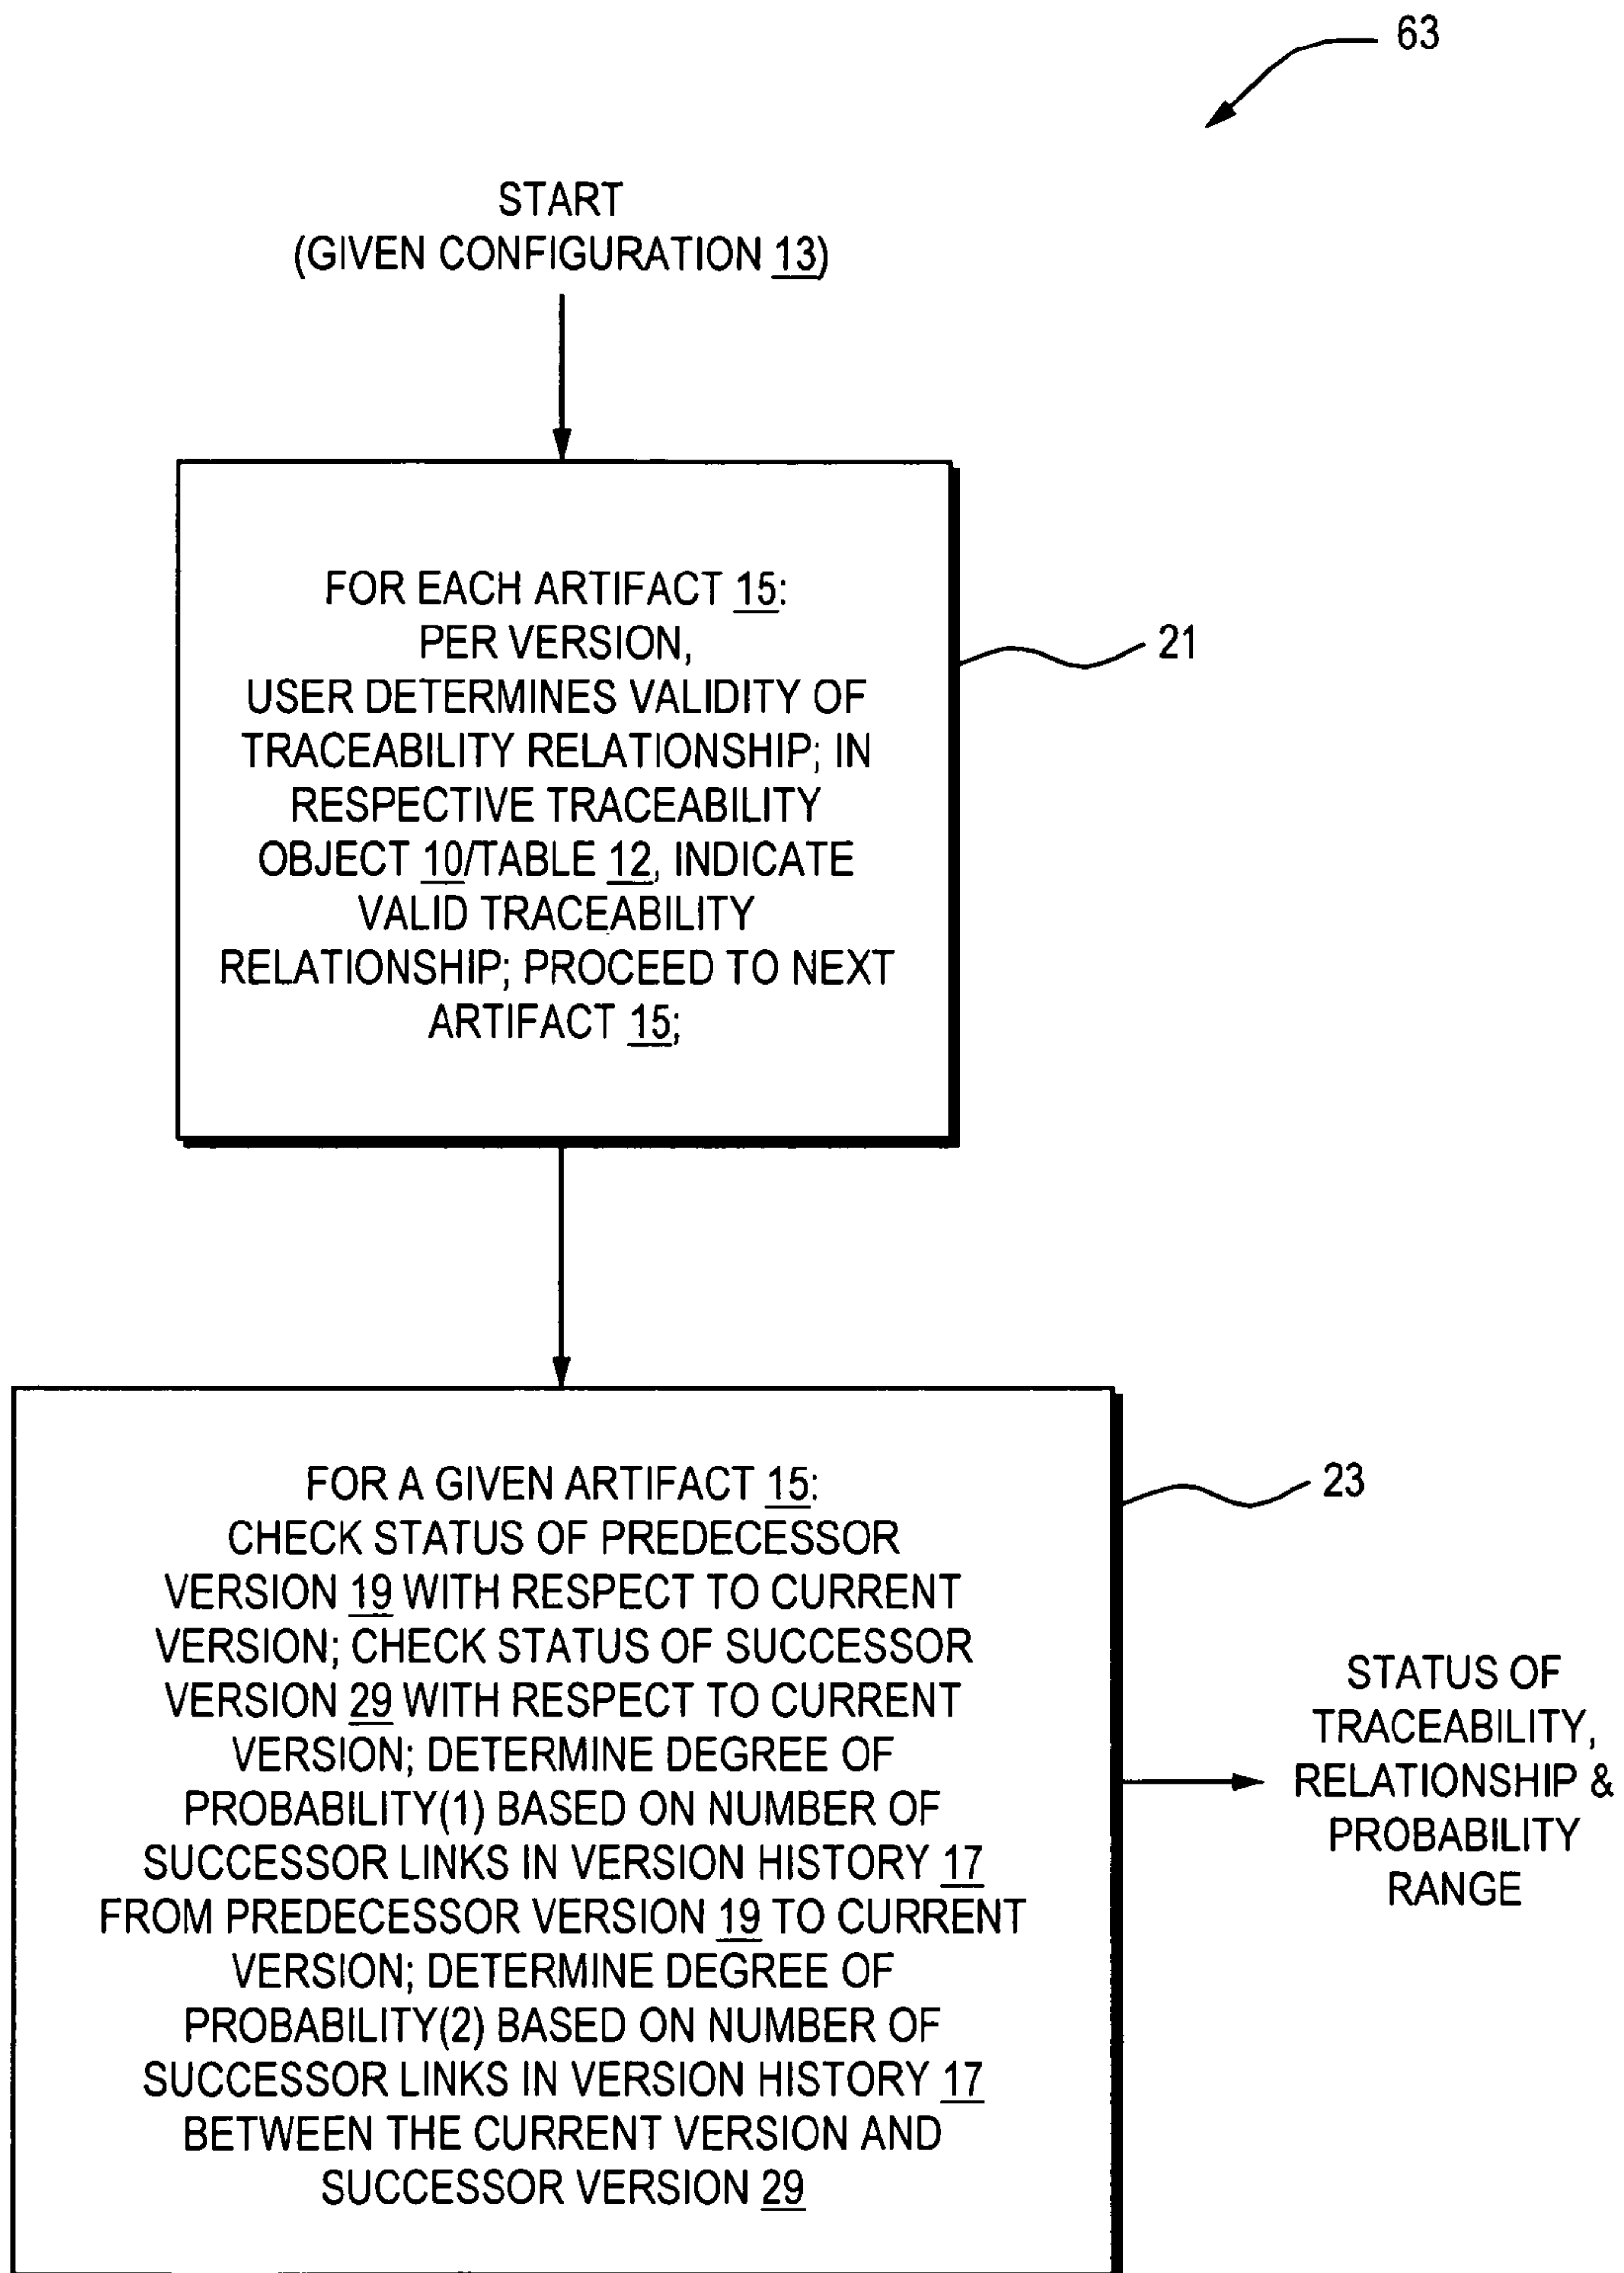 63
START
(GIVEN CONFIGURATION 13)
FOR EACH ARTIFACT 15:
PER VERSION,
USER DETERMINES VALIDITY OF
TRACEABILITY RELATIONSHIP; IN
RESPECTIVE TRACEABILITY
OBJECT 10/TABLE 12, INDICATE
VALID TRACEABILITY
RELATIONSHIP; PROCEED TO NEXT
ARTIFACT 15;
21
FOR A GIVEN ARTIFACT 15:
CHECK STATUS OF PREDECESSOR
VERSION 19 WITH RESPECT TO CURRENT
VERSION; CHECK STATUS OF SUCCESSOR
VERSION 29 WITH RESPECT TO CURRENT
VERSION; DETERMINE DEGREE OF
PROBABILITY(1) BASED ON NUMBER OF
SUCCESSOR LINKS IN VERSION HISTORY 17
FROM PREDECESSOR VERSION 19 TO CURRENT
VERSION; DETERMINE DEGREE OF
PROBABILITY(2) BASED ON NUMBER OF
SUCCESSOR LINKS IN VERSION HISTORY 17
BETWEEN THE CURRENT VERSION AND
SUCCESSOR VERSION 29
23
STATUS OF
TRACEABILITY,
RELATIONSHIP &
PROBABILITY
RANGE